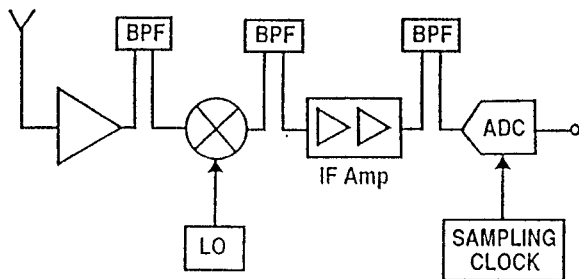 BPF
BPF
BPF
ADC
IF Amp
LO
SAMPLING
CLOCK